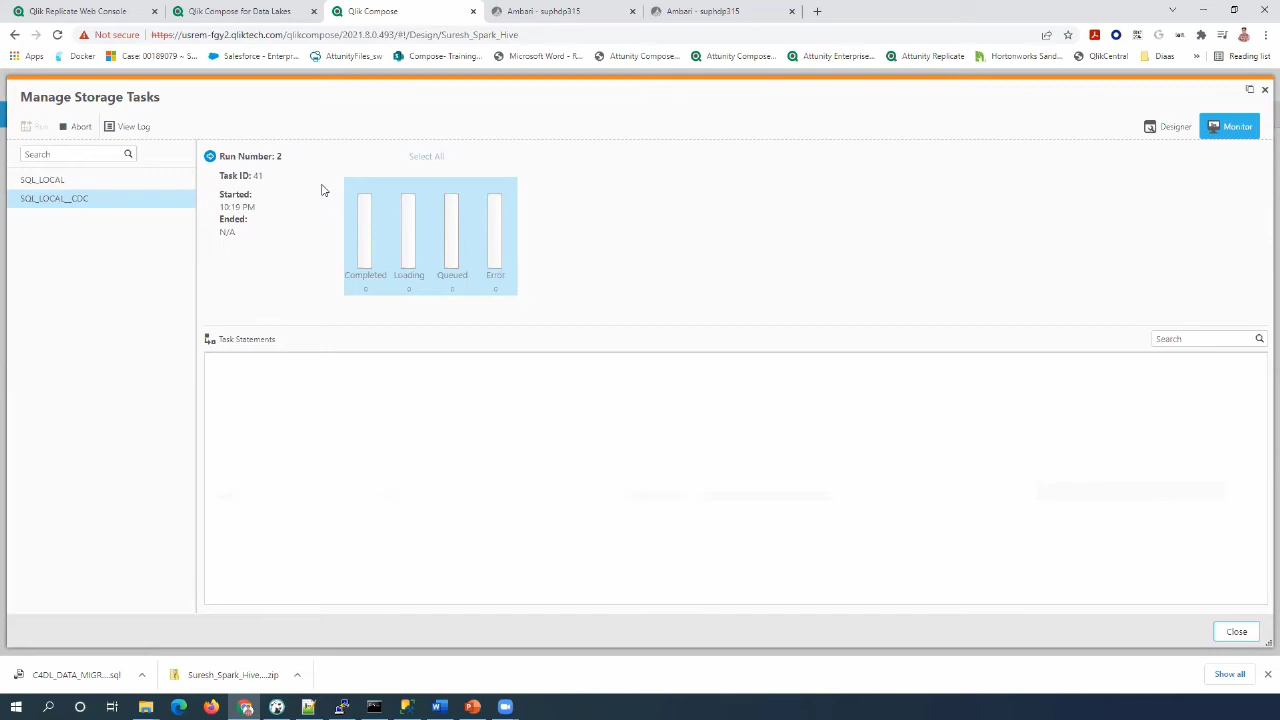 Qlik Replicate Web Console
Qlik Compose for Data Lakes
Qlik Compose
Ambari - suphdp315
Ambari - suphdp315
Not secure
https://usrem-fgy2.qliktech.com/qlikcompose/2021.8.0.493/#!/Design/Suresh_Spark_Hive
Apps
Docker
Case: 00189079 ~ S...
Salesforce - Enterpr...
AttunityFiles_sw
Compose-Training...
Microsoft Word - R...
Attunity Compose...
Attunity Compose...
Attunity Enterprise...
Attunity Replicate
Hortonworks Sand...
QlikCentral
Diaas
»
Reading list
Manage Storage Tasks
Run
Abort
View Log
Designer
Monitor
Search
SQL_LOCAL
SQL_LOCAL__CDC
Run Number: 2
Select All
Task ID: 41
Started:
10:19 PM
Ended:
N/A
Completed
Loading
Queued
Error
0
0
0
0
Task Statements
Search
Close
C4DL_DATA_MIGR....sql
Suresh_Spark_Hive....zip
Show all